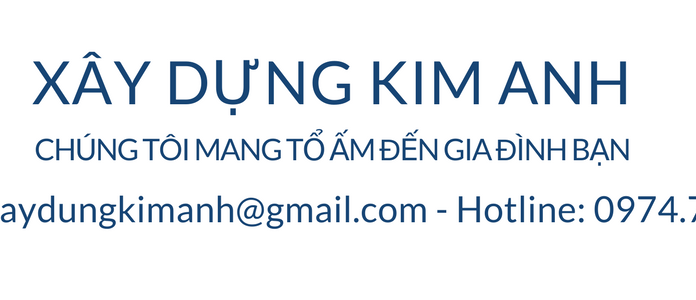 XÂY DỰNG KIM ANH
CHÚNG TÔI MANG TỔ ẤM ĐẾN GIA ĐÌNH BẠN
aydungkimanh@gmail.com - Hotline: 0974.7